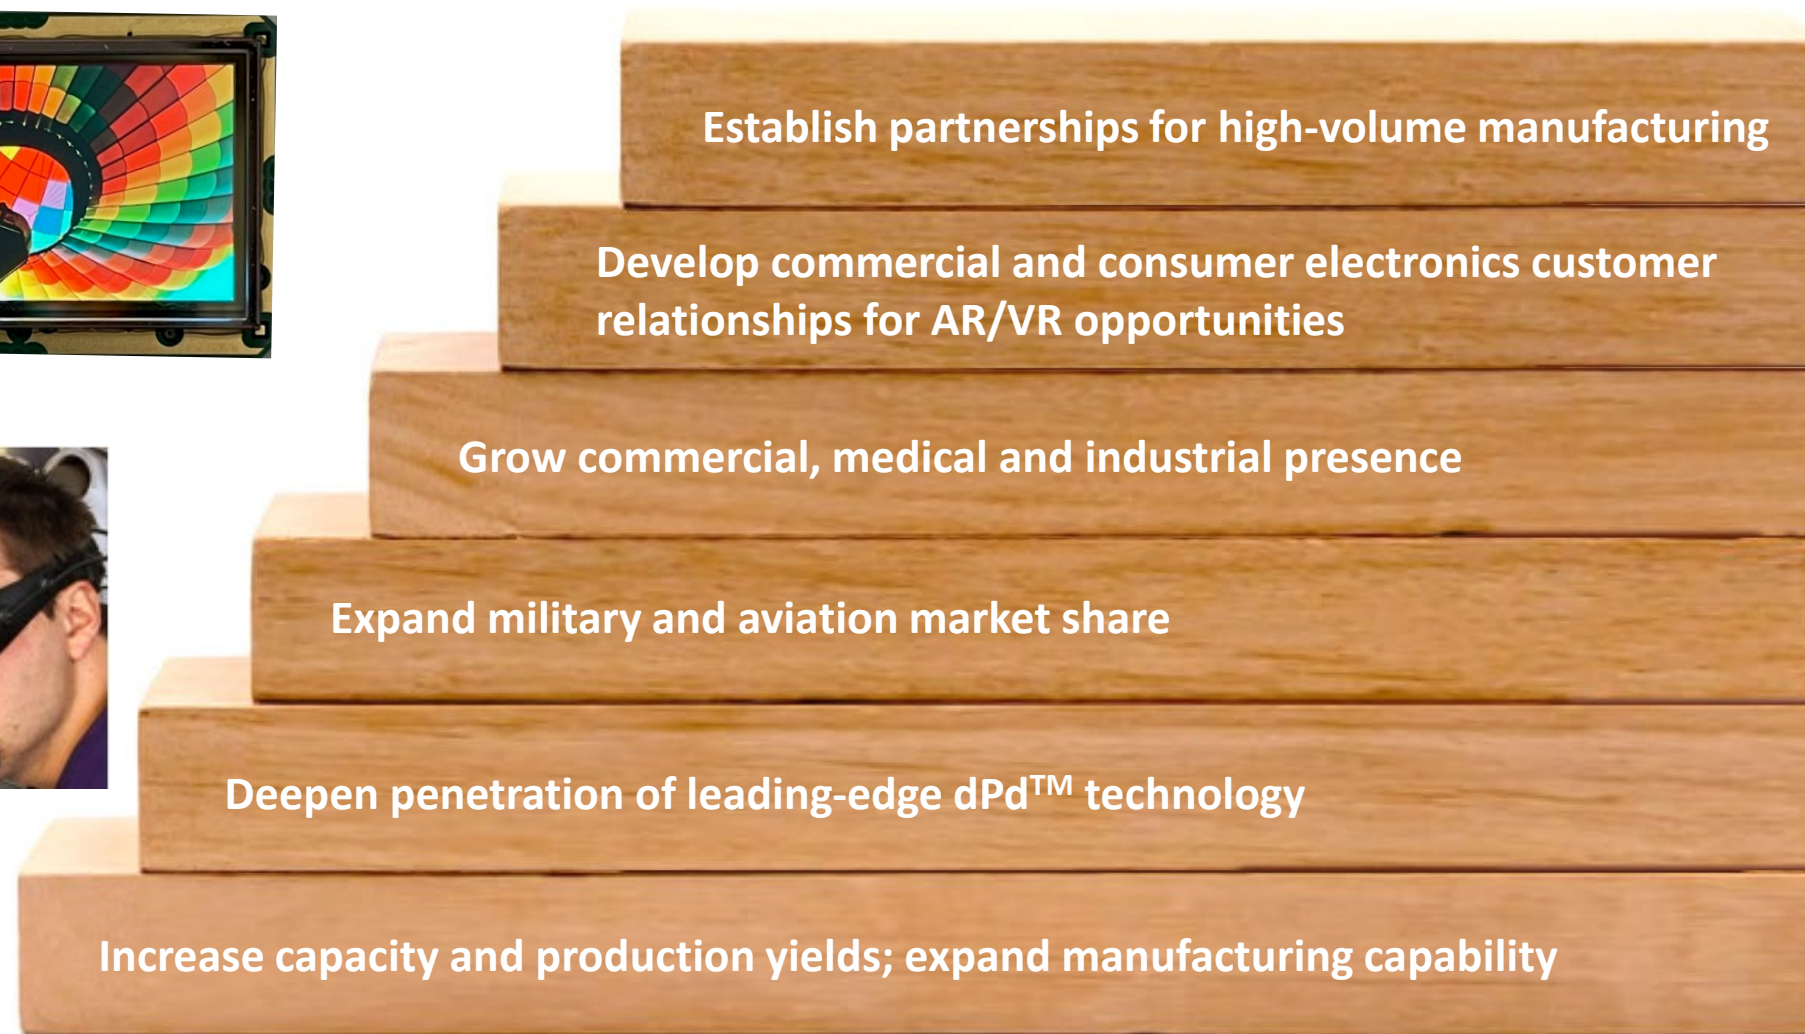 Establish partnerships for high-volume manufacturing
Develop commercial and consumer electronics customer
relationships for AR/VR opportunities
Grow commercial, medical and industrial presence
Expand military and aviation market share
Deepen penetration of leading-edge dPd™ technology
Increase capacity and production yields; expand manufacturing capability